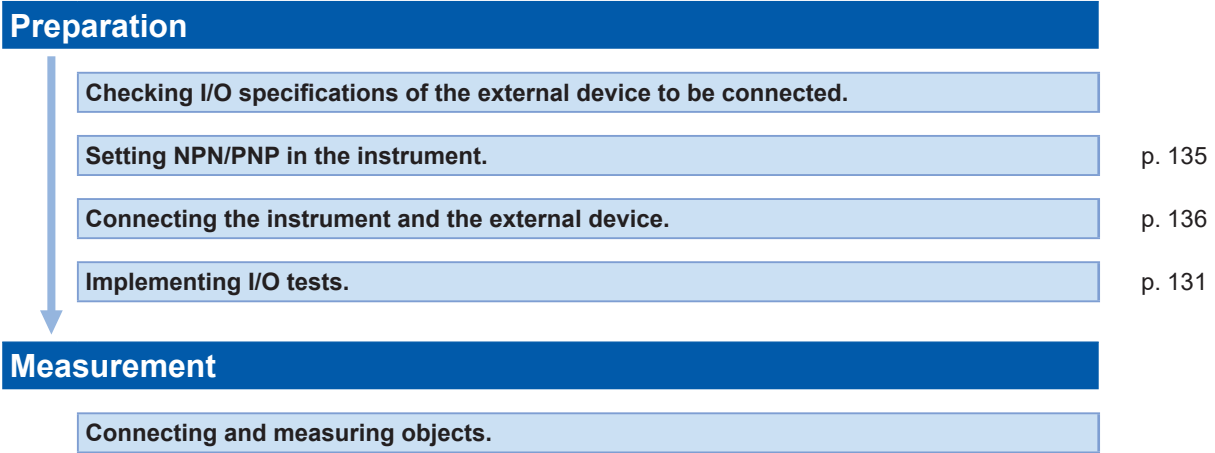 Preparation
Checking I/O specifications of the external device to be connected.
Setting NPN/PNP in the instrument. p. 135
Connecting the instrument and the external device. p. 136
Implementing I/O tests. p. 131
Measurement
Connecting and measuring objects.